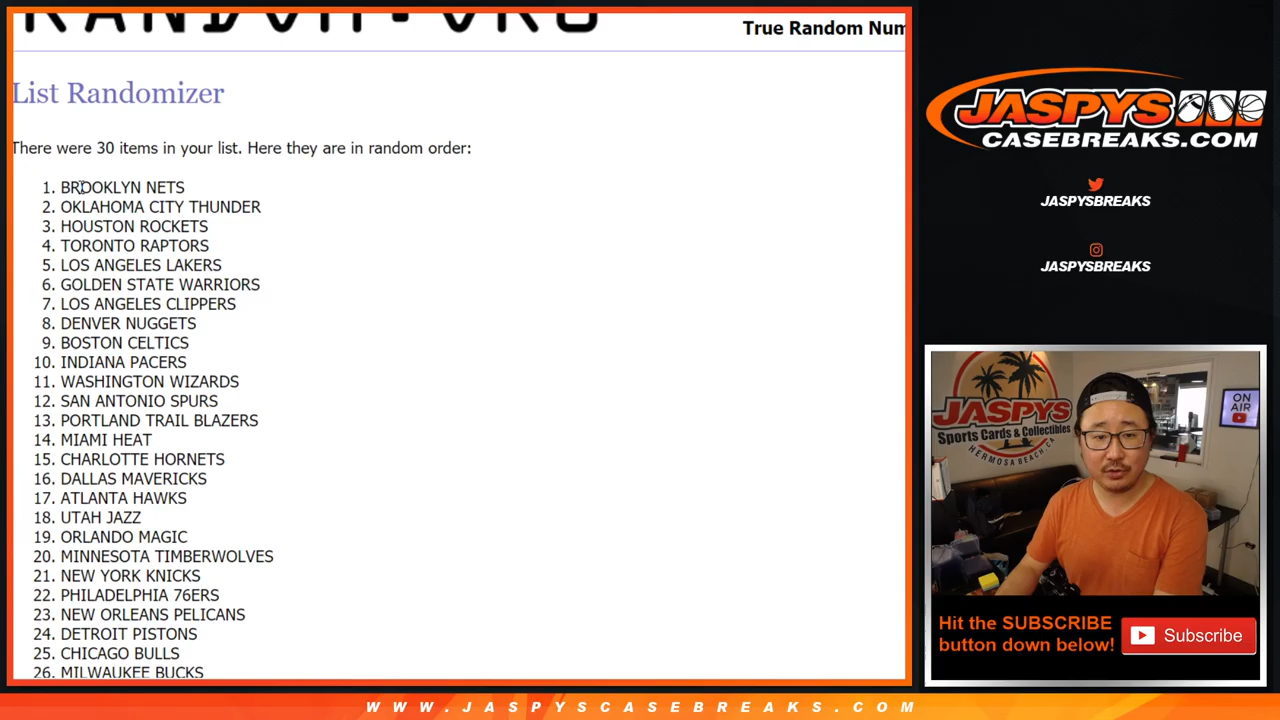 RANDOM.ORG
True Random Num
List Randomizer
There were 30 items in your list. Here they are in random order:
1. BROOKLYN NETS
2. OKLAHOMA CITY THUNDER
3. HOUSTON ROCKETS
4. TORONTO RAPTORS
5. LOS ANGELES LAKERS
6. GOLDEN STATE WARRIORS
7. LOS ANGELES CLIPPERS
8. DENVER NUGGETS
9. BOSTON CELTICS
10. INDIANA PACERS
11. WASHINGTON WIZARDS
12. SAN ANTONIO SPURS
13. PORTLAND TRAIL BLAZERS
14. MIAMI HEAT
15. CHARLOTTE HORNETS
16. DALLAS MAVERICKS
17. ATLANTA HAWKS
18. UTAH JAZZ
19. ORLANDO MAGIC
20. MINNESOTA TIMBERWOLVES
21. NEW YORK KNICKS
22. PHILADELPHIA 76ERS
23. NEW ORLEANS PELICANS
24. DETROIT PISTONS
25. CHICAGO BULLS
26. MILWAUKEE BUCKS
JASPYS
CASEBREAKS.COM
JASPYSBREAKS
JASPYSBREAKS
JASPYS
Sports Cards & Collectibles
HERMOSA BEACH, CA
ON
AIR
Hit the SUBSCRIBE
button down below!
Subscribe
WWW.JASPYSCASEBREAKS.COM